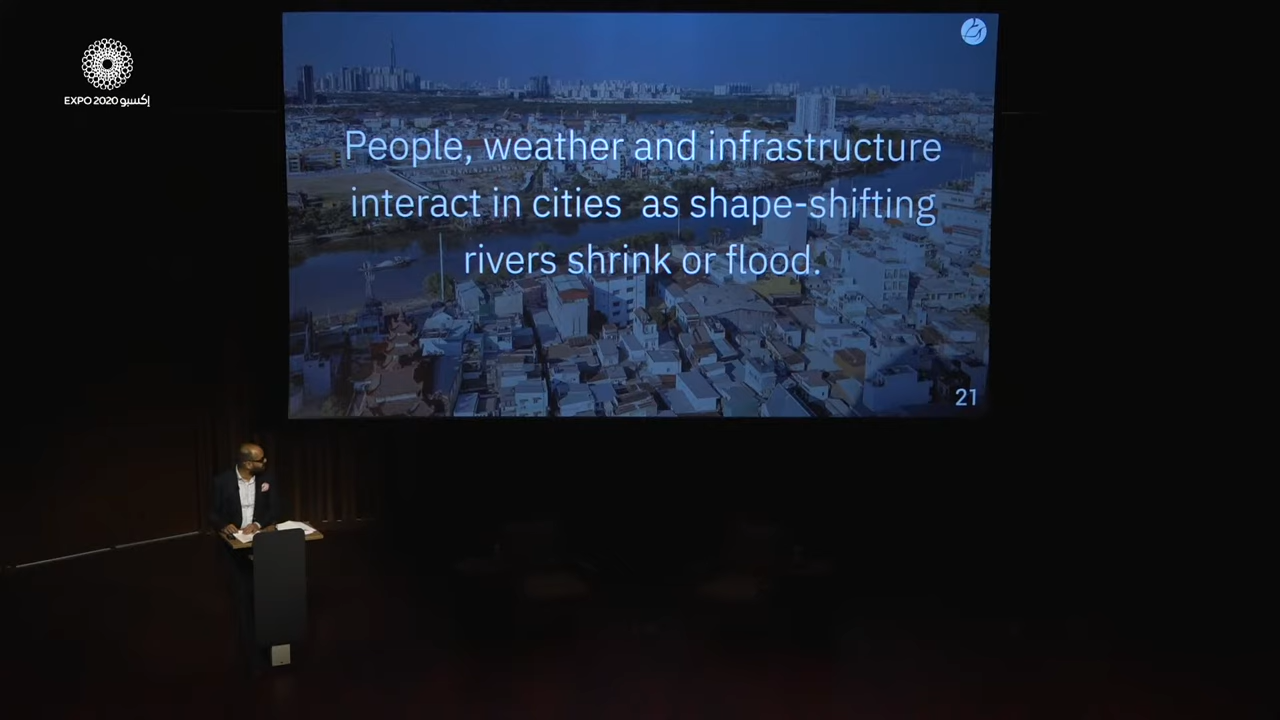 EXPO 2020 إكسبو
People, weather and infrastructure
interact in cities as shape-shifting
rivers shrink or flood.
21